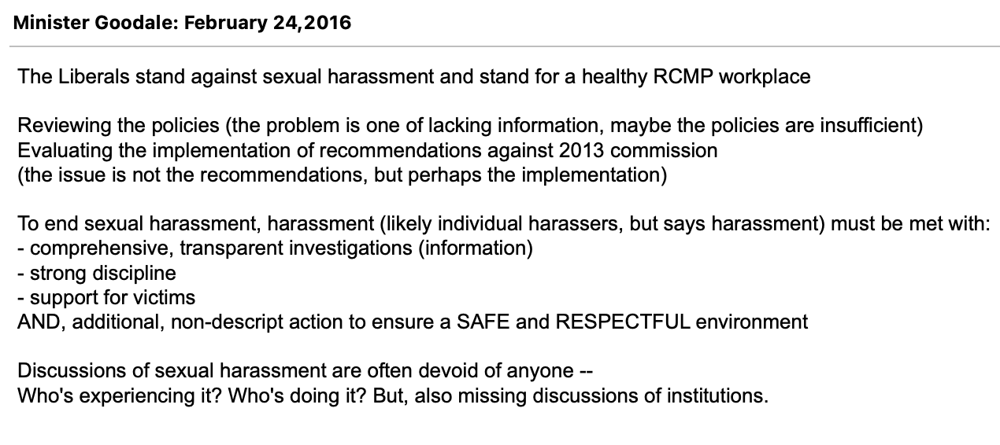 Minister Goodale: February 24,2016
The Liberals stand against sexual harassment and stand for a healthy RCMP workplace
Reviewing the policies (the problem is one of lacking information, maybe the policies are insufficient)
Evaluating the implementation of recommendations against 2013 commission
(the issue is not the recommendations, but perhaps the implementation)
To end sexual harassment, harassment (likely individual harassers, but says harassment) must be met with:
- comprehensive, transparent investigations (information)
- strong discipline
- support for victims
AND, additional, non-descript action to ensure a SAFE and RESPECTFUL environment
Discussions of sexual harassment are often devoid of anyone --
Who's experiencing it? Who's doing it? But, also missing discussions of institutions.